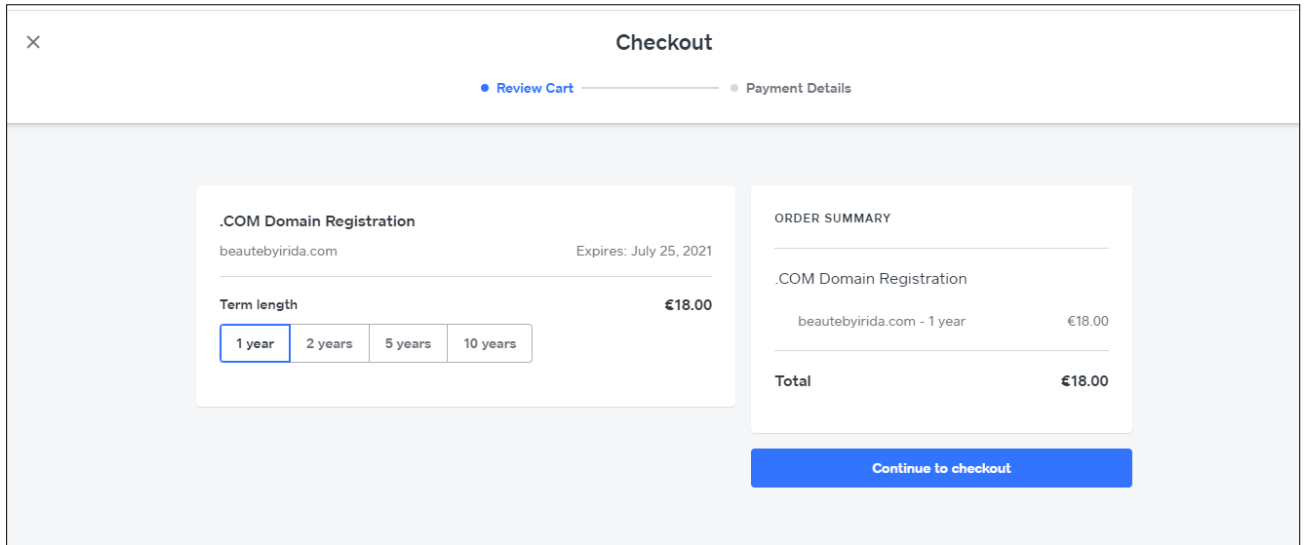 Checkout
Review Cart
Payment Details
.COM Domain Registration
beautebyirida.com
Expires: July 25, 2021
Term length
€18.00
1 year
2 years
5 years
10 years
ORDER SUMMARY
.COM Domain Registration
beautebyirida.com - 1 year
€18.00
Total
€18.00
Continue to checkout